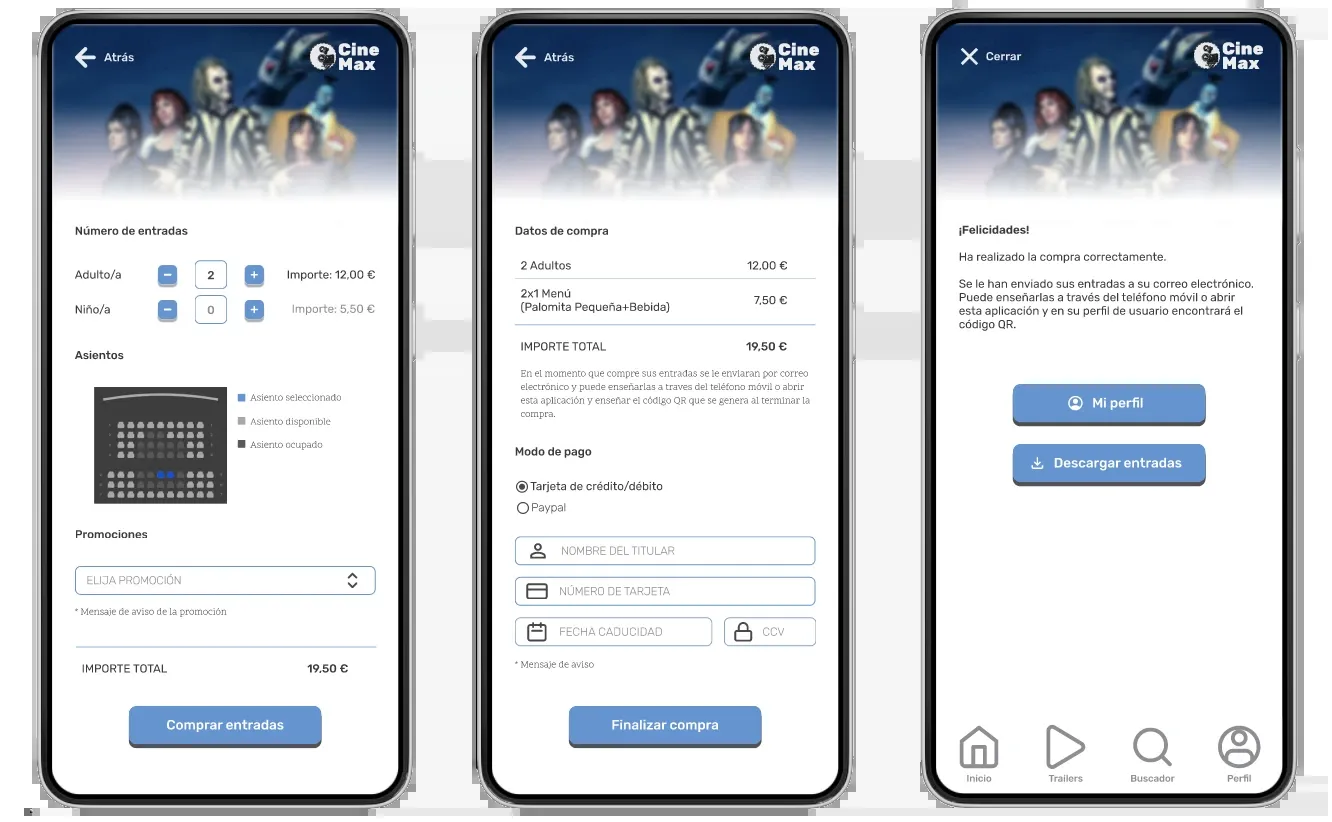 Atrás
Cine
Max
Número de entradas
Adulto/a
−
2
+
Importe: 12,00 €
Niño/a
−
0
+
Importe: 5,50 €
Asientos
Asiento seleccionado
Asiento disponible
Asiento ocupado
Promociones
ELIJA PROMOCIÓN
* Mensaje de aviso de la promoción
IMPORTE TOTAL 19,50 €
Comprar entradas
Atrás
Cine
Max
Datos de compra
2 Adultos 12,00 €
2x1 Menú
(Palomita Pequeña+Bebida) 7,50 €
IMPORTE TOTAL 19,50 €
En el momento que compre sus entradas se le enviaran por correo
electrónico y puede enseñarlas a traves del teléfono móvil o abrir
esta aplicación y enseñar el código QR que se genera al terminar la
compra.
Modo de pago
Tarjeta de crédito/débito
Paypal
NOMBRE DEL TITULAR
NÚMERO DE TARJETA
FECHA CADUCIDAD
CCV
* Mensaje de aviso
Finalizar compra
Cerrar
Cine
Max
¡Felicidades!
Ha realizado la compra correctamente.
Se le han enviado sus entradas a su correo electrónico.
Puede enseñarlas a través del teléfono móvil o abrir
esta aplicación y en su perfil de usuario encontrará el
código QR.
Mi perfil
Descargar entradas
Inicio
Trailers
Buscador
Perfil